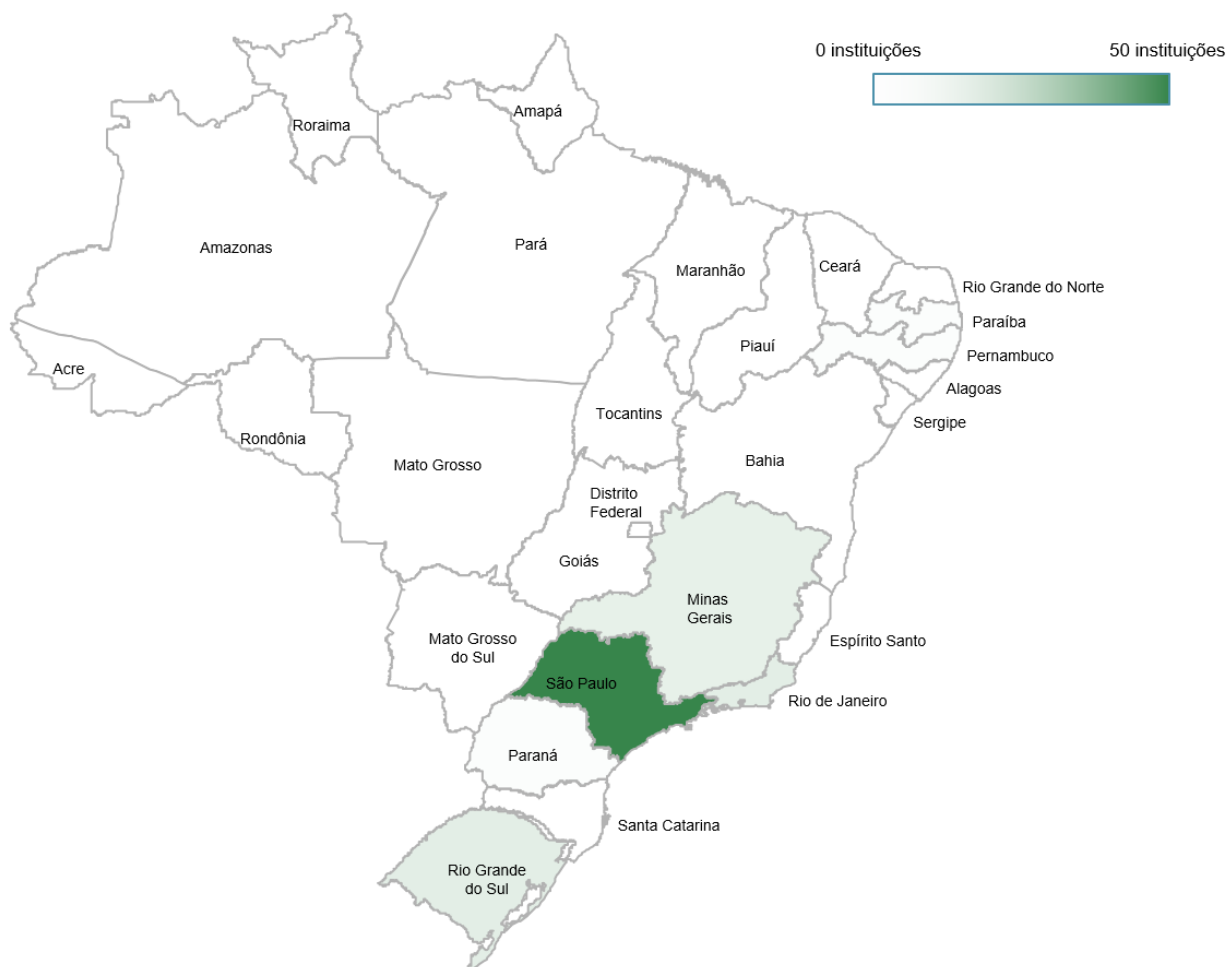 0 instituições
50 instituições
Roraima
Amapá
Amazonas
Pará
Maranhão
Ceará
Rio Grande do Norte
Paraíba
Piauí
Pernambuco
Acre
Alagoas
Tocantins
Sergipe
Rondônia
Mato Grosso
Bahia
Distrito
Federal
Goiás
Minas
Gerais
Mato Grosso
do Sul
Espírito Santo
São Paulo
Rio de Janeiro
Paraná
Santa Catarina
Rio Grande
do Sul